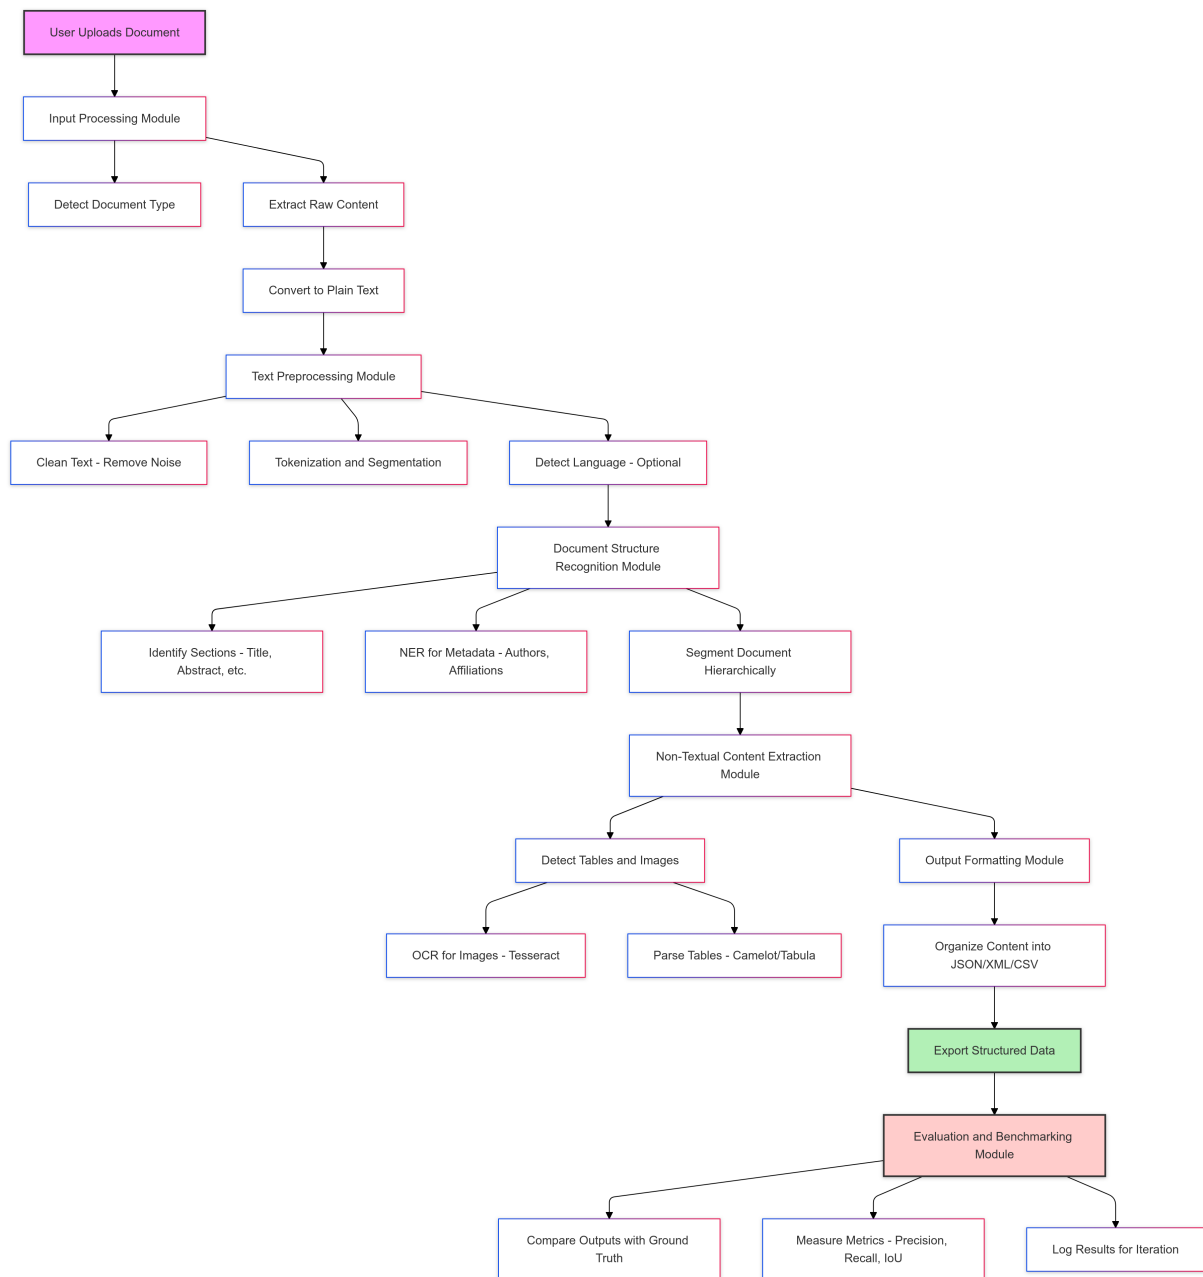 User Uploads Document
Input Processing Module
Detect Document Type
Extract Raw Content
Convert to Plain Text
Text Preprocessing Module
Clean Text - Remove Noise
Tokenization and Segmentation
Detect Language - Optional
Document Structure
Recognition Module
Identify Sections - Title,
Abstract, etc.
NER for Metadata - Authors,
Affiliations
Segment Document
Hierarchically
Non-Textual Content Extraction
Module
Detect Tables and Images
Output Formatting Module
OCR for Images - Tesseract
Parse Tables - Camelot/Tabula
Organize Content into
JSON/XML/CSV
Export Structured Data
Evaluation and Benchmarking
Module
Compare Outputs with Ground
Truth
Measure Metrics - Precision,
Recall, IoU
Log Results for Iteration